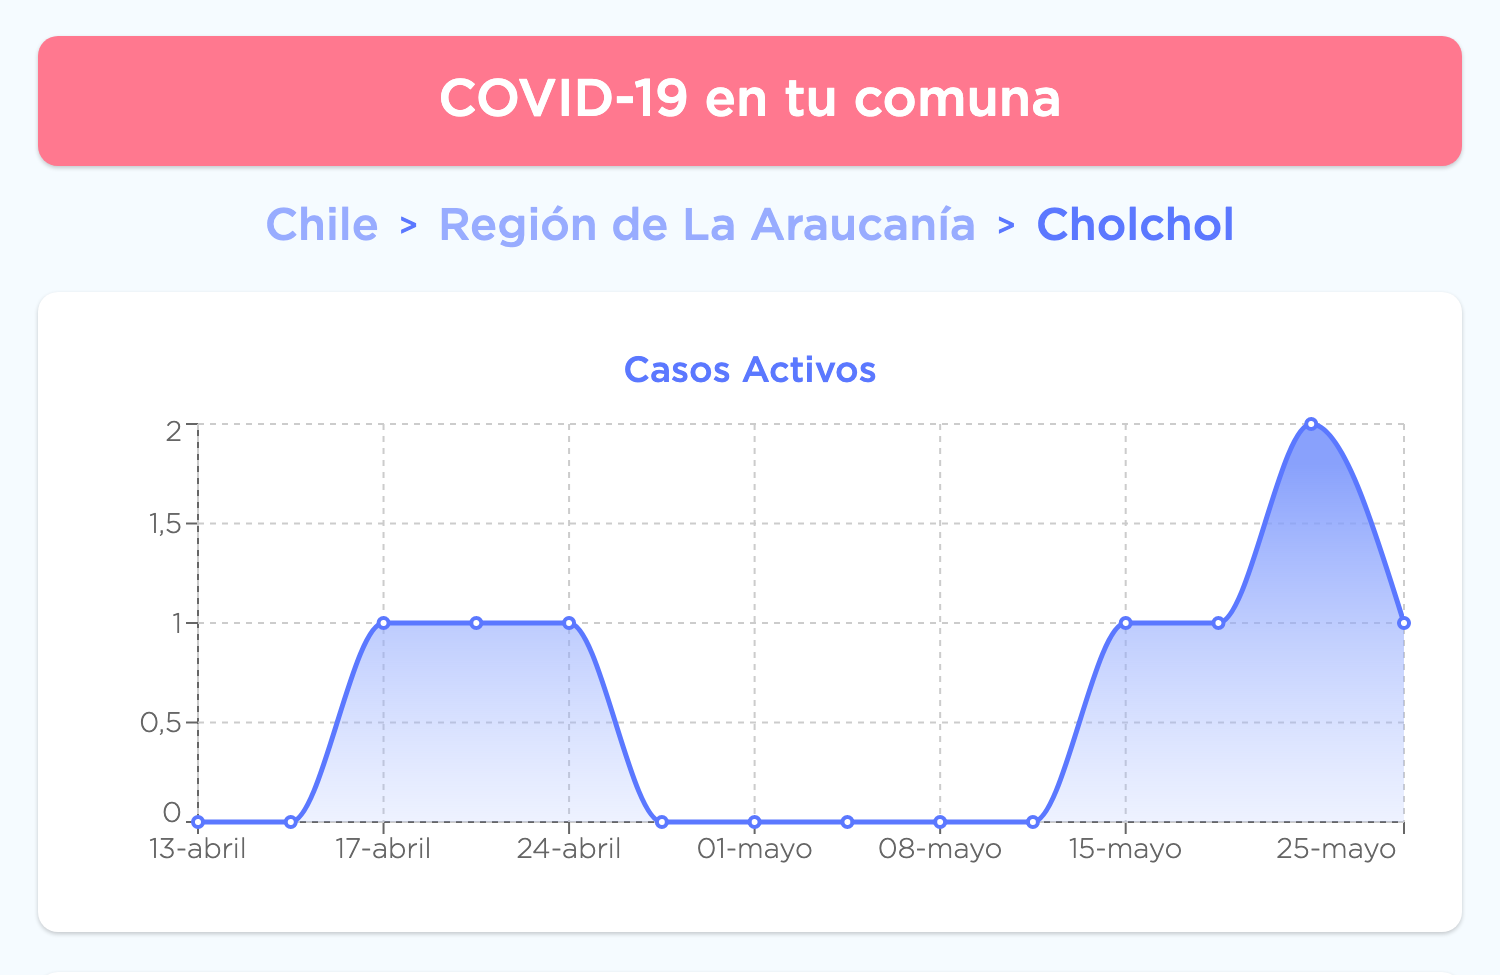 COVID-19 en tu comuna
Chile > Región de La Araucanía > Cholchol
Casos Activos
2
1,5
1
0,5
0
13-abril 17-abril 24-abril 01-mayo 08-mayo 15-mayo 25-mayo